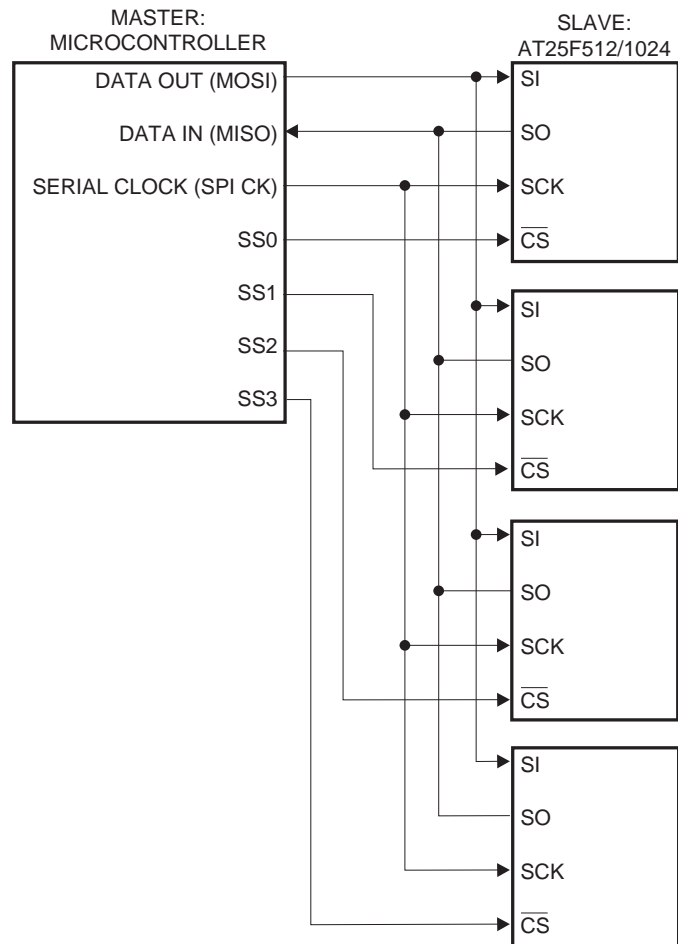 MASTER:
MICROCONTROLLER
SLAVE:
AT25F512/1024
DATA OUT (MOSI)
DATA IN (MISO)
SERIAL CLOCK (SPI CK)
SS0
SS1
SS2
SS3
SI
SO
SCK
CS
SI
SO
SCK
CS
SI
SO
SCK
CS
SI
SO
SCK
CS